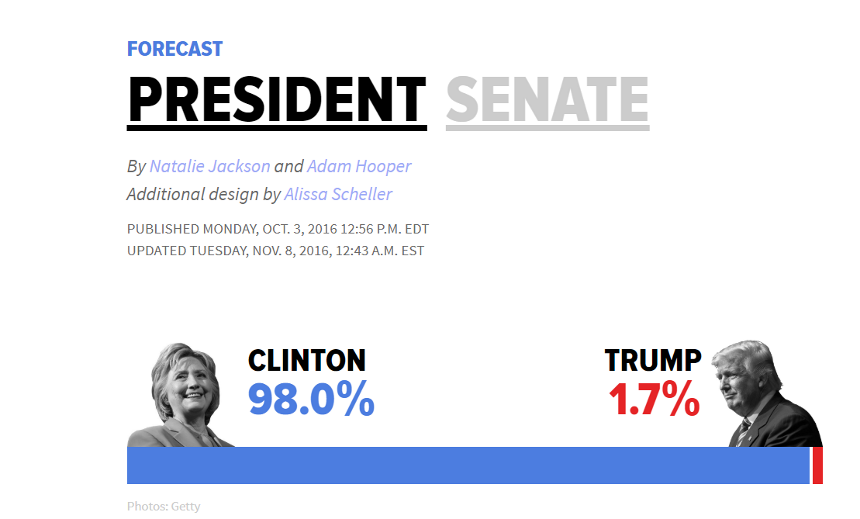 FORECAST
PRESIDENT SENATE
By Natalie Jackson and Adam Hooper
Additional design by Alissa Scheller
PUBLISHED MONDAY, OCT. 3, 2016 12:56 P.M. EDT
UPDATED TUESDAY, NOV. 8, 2016, 12:43 A.M. EST
CLINTON
98.0%
TRUMP
1.7%
Photos: Getty